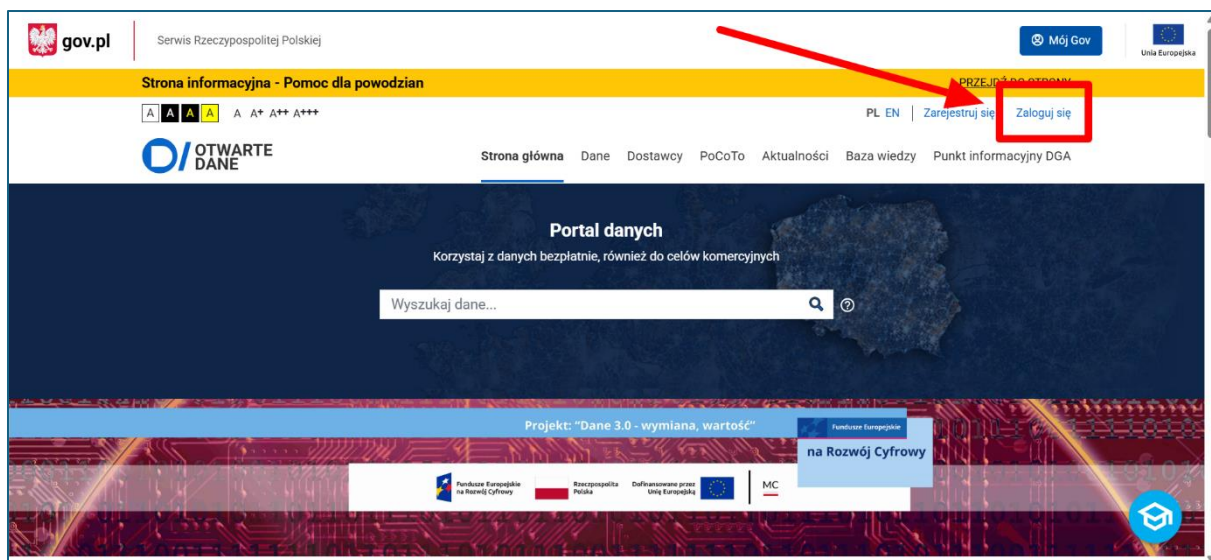 gov.pl
Serwis Rzeczypospolitej Polskiej
Mój Gov
Unia Europejska
Strona informacyjna - Pomoc dla powodzian
PRZEJDŹ DO STRONY
A A A A A A+ A++ A+++
PL EN Zarejestruj się Zaloguj się
OTWARTE
DANE
Strona główna Dane Dostawcy PoCoTo Aktualności Baza wiedzy Punkt informacyjny DGA
Portal danych
Korzystaj z danych bezpłatnie, również do celów komercyjnych
Wyszukaj dane...
Projekt: "Dane 3.0 - wymiana, wartość"
Fundusze Europejskie
na Rozwój Cyfrowy
Fundusze Europejskie
na Rozwój Cyfrowy
Rzeczpospolita
Polska
Dofinansowane przez
Unię Europejską
MC